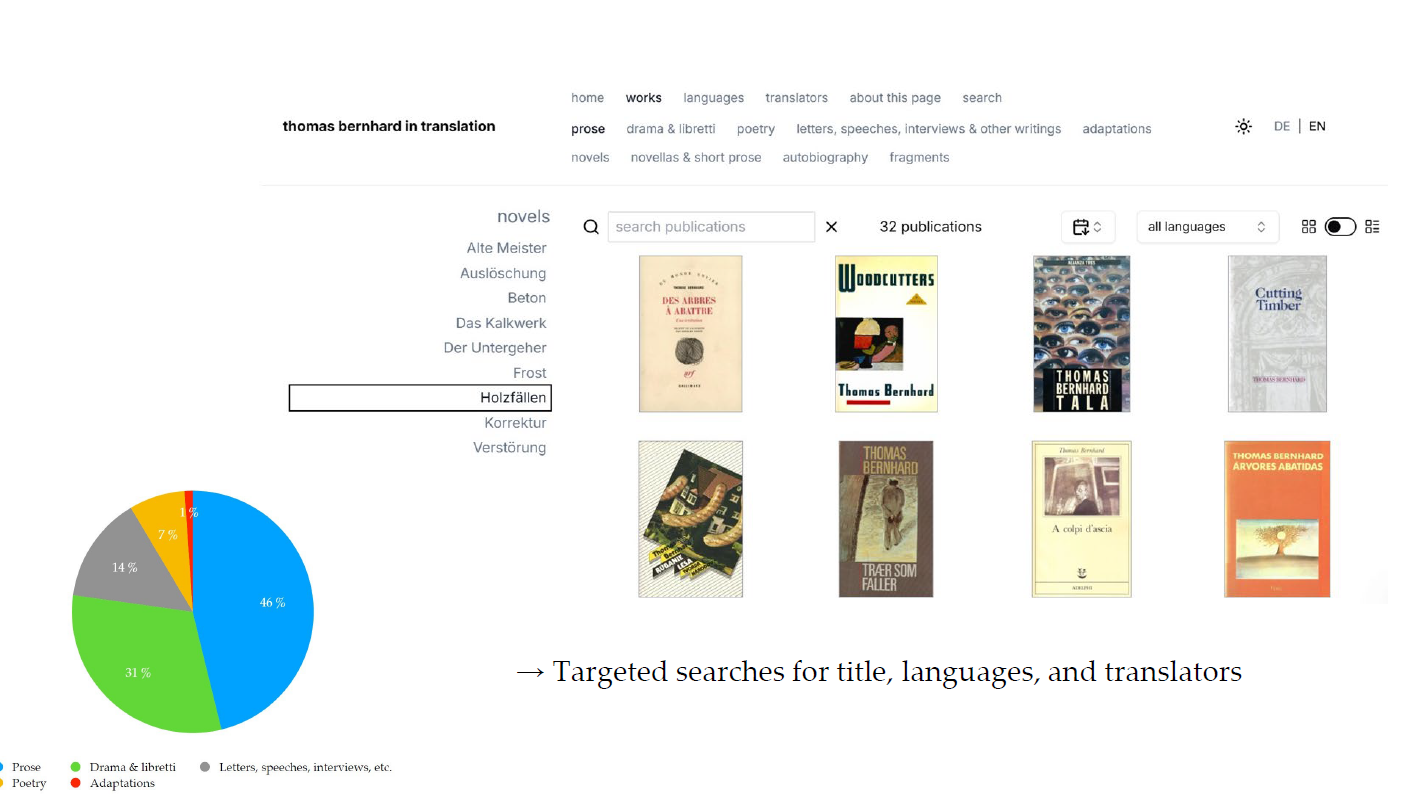 home works languages translators about this page search
thomas bernhard in translation
prose drama & libretti poetry letters, speeches, interviews & other writings adaptations
DE | EN
novels novellas & short prose autobiography fragments
novels
Alte Meister
Auslöschung
Beton
Das Kalkwerk
Der Untergeher
Frost
Holzfällen
Korrektur
Verstörung
search publications
32 publications
all languages
DES ARBRES
À ABATTRE
nrf
WOODCUTTERS
Thomas Bernhard
THOMAS
BERNHARD
TALA
Cutting
Timber
THOMAS BERNHARD
THOMAS
BERNHARD
TRÆR SOM
FALLER
Thomas Bernhard
A colpi d'ascia
ADELPHI
THOMAS BERNHARD
ÁRVORES ABATIDAS
1 %
7 %
14 %
46 %
31 %
→ Targeted searches for title, languages, and translators
Prose Drama & libretti Letters, speeches, interviews, etc.
Poetry Adaptations